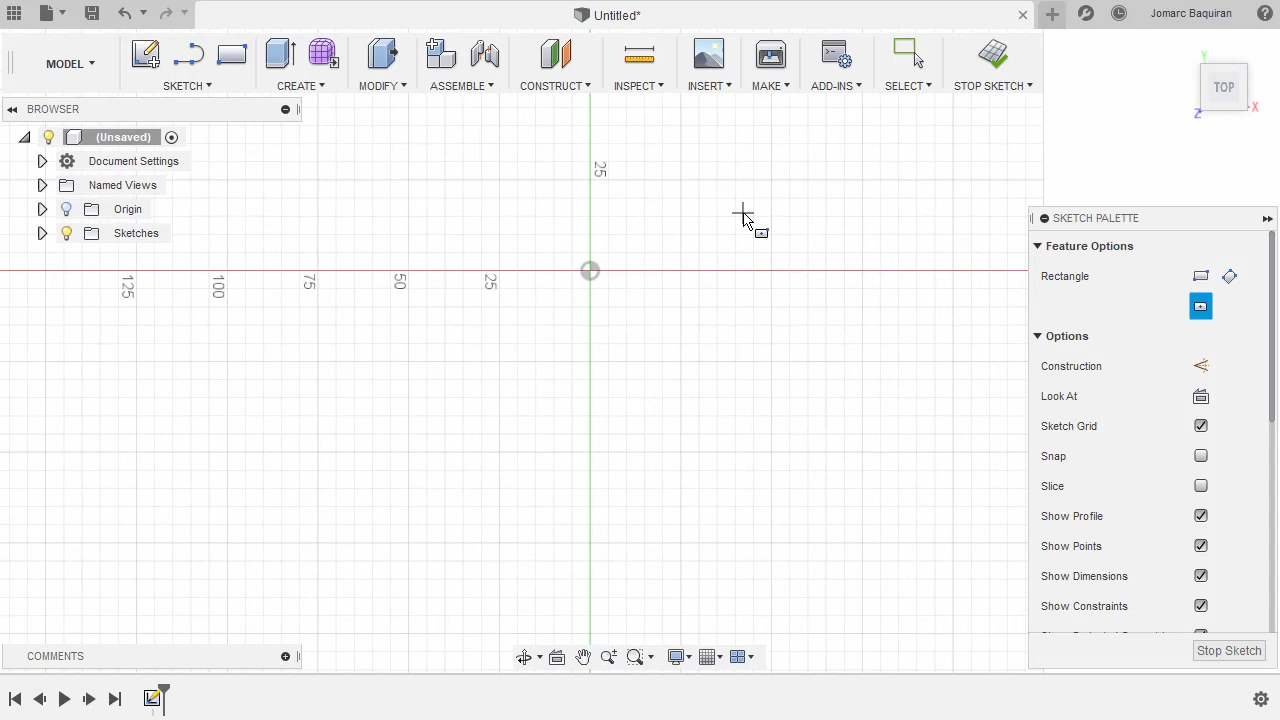 Untitled*
Jomarc Baquiran
MODEL
SKETCH
CREATE
MODIFY
ASSEMBLE
CONSTRUCT
INSPECT
INSERT
MAKE
ADD-INS
SELECT
STOP SKETCH
Y
TOP
X
Z
BROWSER
(Unsaved)
Document Settings
Named Views
Origin
Sketches
25
125
100
75
50
25
SKETCH PALETTE
Feature Options
Rectangle
Options
Construction
Look At
Sketch Grid
Snap
Slice
Show Profile
Show Points
Show Dimensions
Show Constraints
Stop Sketch
COMMENTS